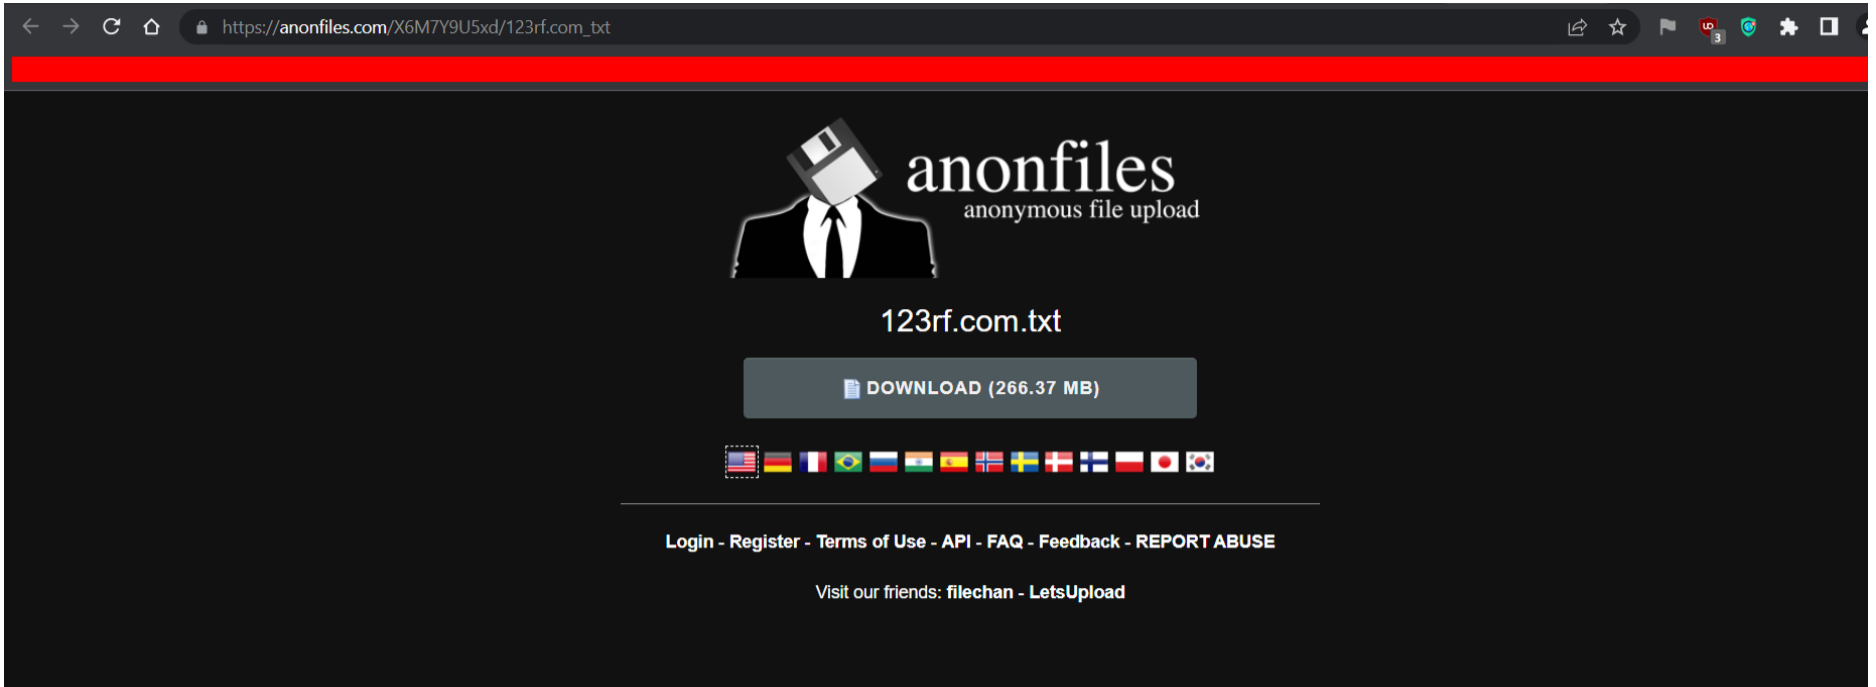 https://anonfiles.com/X6M7Y9U5xd/123rf.com_txt
3
anonfiles
anonymous file upload
123rf.com.txt
DOWNLOAD (266.37 MB)
Login - Register - Terms of Use - API - FAQ - Feedback - REPORT ABUSE
Visit our friends: filechan - LetsUpload